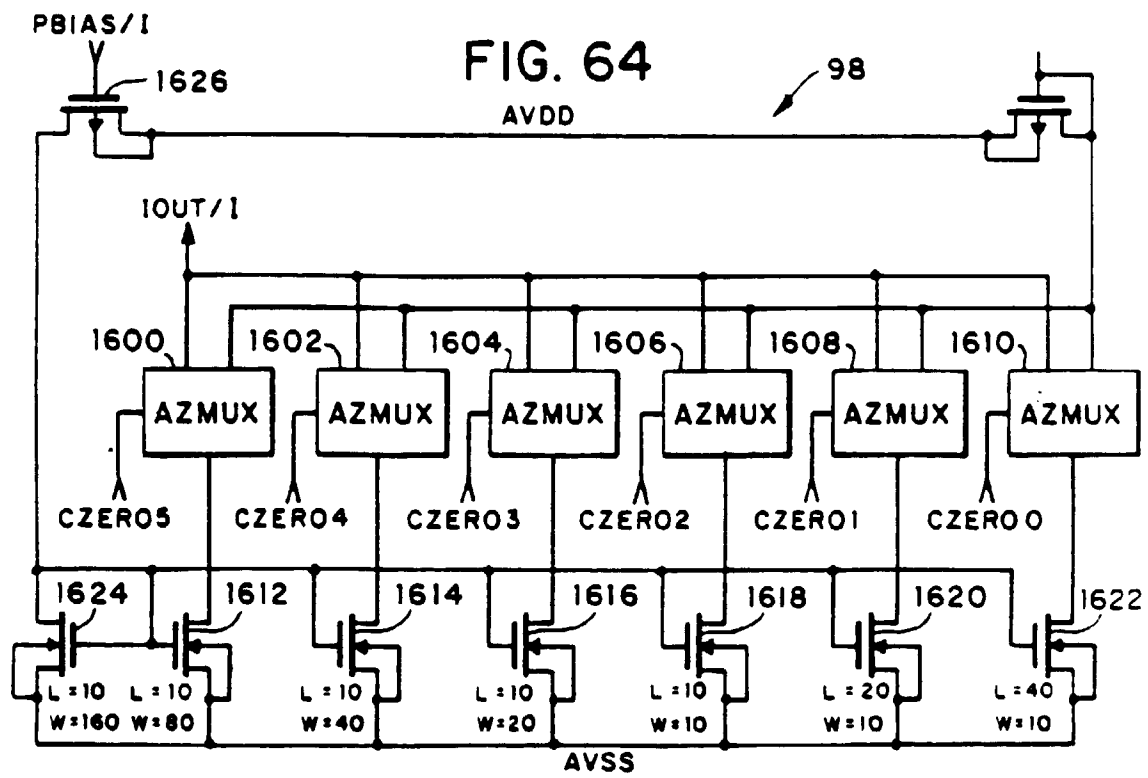 PBIAS/I
FIG. 64
1626
98
AVDD
IOUT/I
1600 1602 1604 1606 1608 1610
AZMUX AZMUX AZMUX AZMUX AZMUX AZMUX
CZERO5 CZERO4 CZERO3 CZERO2 CZERO1 CZERO0
1624 1612 1614 1616 1618 1620 1622
L=10 L=10 L=10 L=10 L=10 L=20 L=40
W=160 W=80 W=40 W=20 W=10 W=10 W=10
AVSS